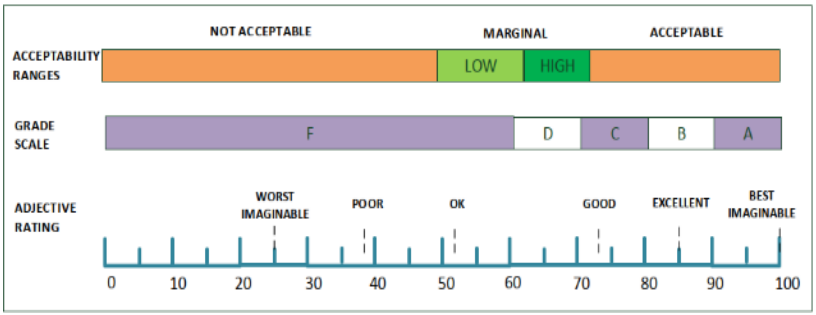 NOT ACCEPTABLE MARGINAL ACCEPTABLE
ACCEPTABILITY
RANGES
LOW HIGH
GRADE
SCALE
F D C B A
ADJECTIVE
RATING
WORST
IMAGINABLE
POOR OK GOOD EXCELLENT
BEST
IMAGINABLE
0 10 20 30 40 50 60 70 80 90 100